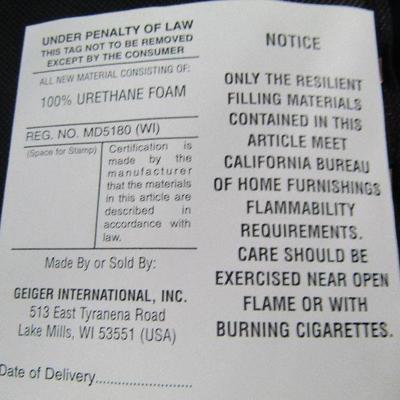 UNDER PENALTY OF LAW
THIS TAG NOT TO BE REMOVED
EXCEPT BY THE CONSUMER
ALL NEW MATERIAL CONSISTING OF:
100% URETHANE FOAM
REG. NO. MD5180 (WI)
(Space for Stamp)
Certification is
made by the
manufacturer
that the materials
in this article are
described in
accordance with
law.
Made By or Sold By:
GEIGER INTERNATIONAL, INC.
513 East Tyranena Road
Lake Mills, WI 53551 (USA)
Date of Delivery........................
NOTICE
ONLY THE RESILIENT
FILLING MATERIALS
CONTAINED IN THIS
ARTICLE MEET
CALIFORNIA BUREAU
OF HOME FURNISHINGS
FLAMMABILITY
REQUIREMENTS.
CARE SHOULD BE
EXERCISED NEAR OPEN
FLAME OR WITH
BURNING CIGARETTES.